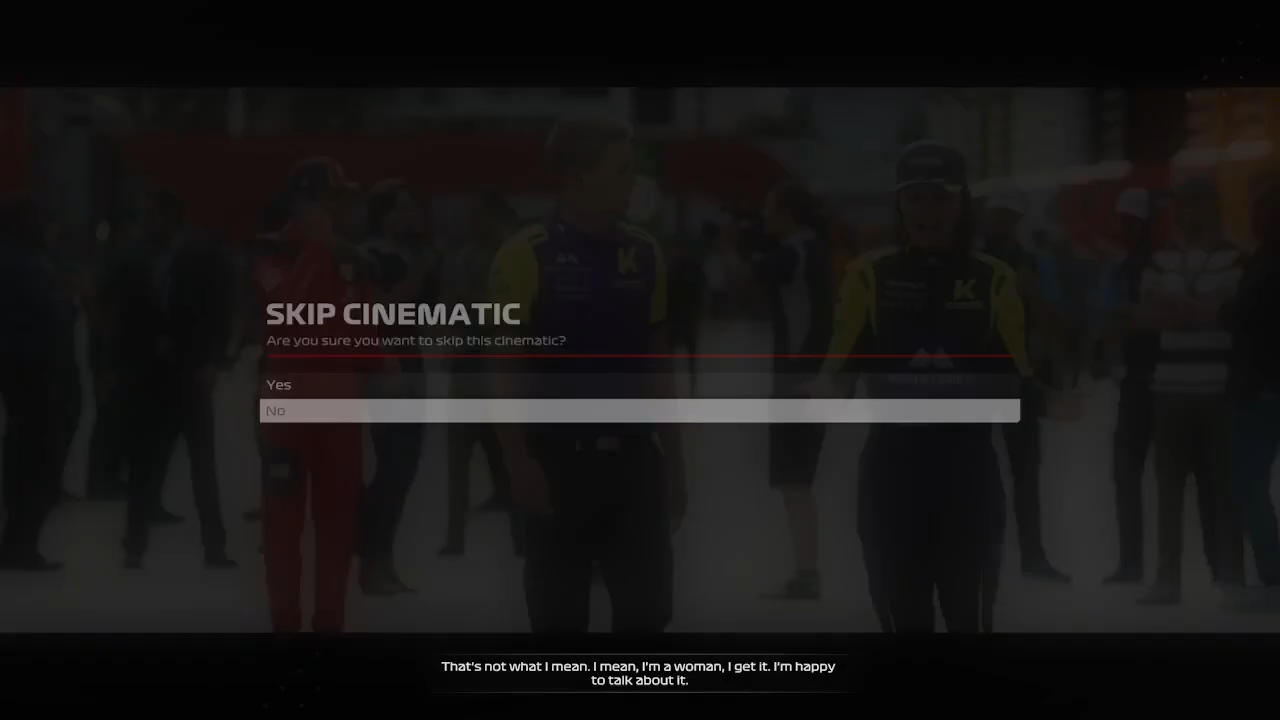 SKIP CINEMATIC
Are you sure you want to skip this cinematic?
Yes
No
K
K
That's not what I mean. I mean, I'm a woman, I get it. I'm happy
to talk about it.